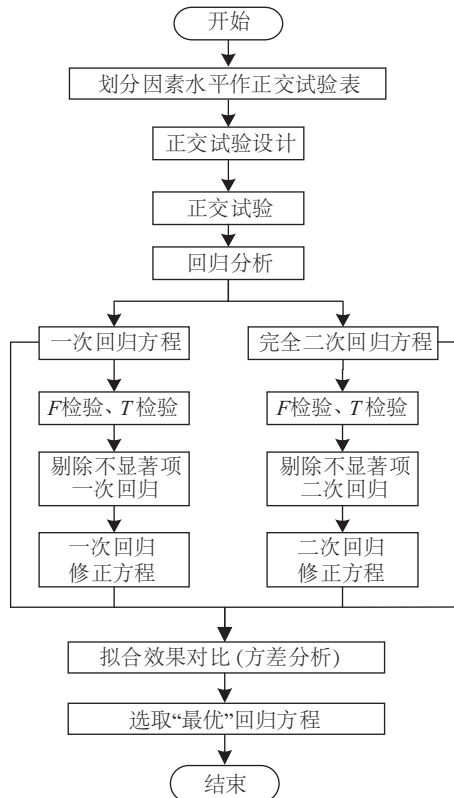 开始
划分因素水平作正交试验表
正交试验设计
正交试验
回归分析
一次回归方程
完全二次回归方程
F检验、T检验
F检验、T检验
剔除不显著项
一次回归
剔除不显著项
二次回归
一次回归
修正方程
二次回归
修正方程
拟合效果对比(方差分析)
选取“最优”回归方程
结束